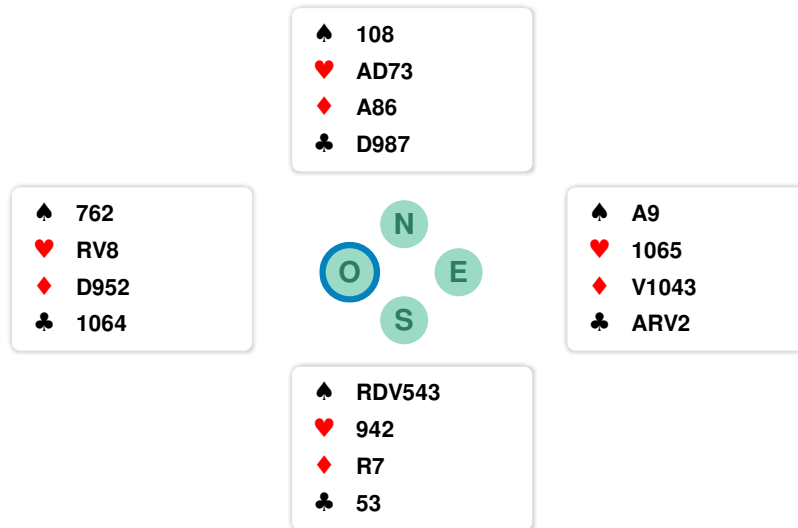 ♠ 108
♥ AD73
♦ A86
♣ D987
♠ 762
♥ RV8
♦ D952
♣ 1064
N
O E
S
♠ A9
♥ 1065
♦ V1043
♣ ARV2
♠ RDV543
♥ 942
♦ R7
♣ 53